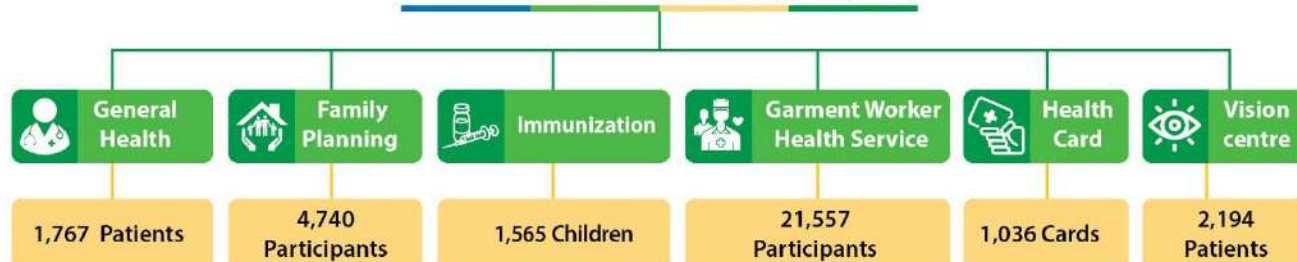 General
Health
Family
Planning
Immunization
Garment Worker
Health Service
Health
Card
Vision
centre
1,767 Patients
4,740
Participants
1,565 Children
21,557
Participants
1,036 Cards
2,194
Patients